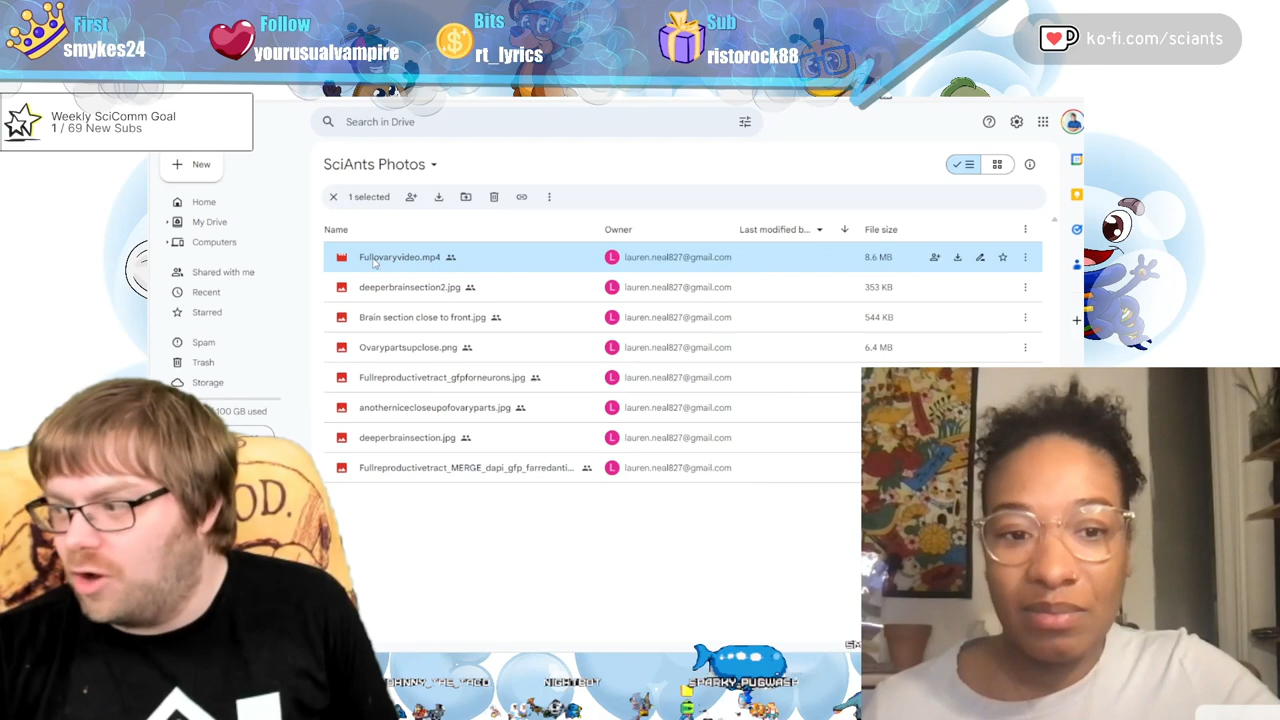 First
smykes24
Follow
yourusualvampire
Bits
rt_lyrics
Sub
ristorock88
ko-fi.com/sciants
Weekly SciComm Goal
1 / 69 New Subs
Search in Drive
New
SciAnts Photos
1 selected
Home
My Drive
Computers
Shared with me
Recent
Starred
Spam
Trash
Storage
100 GB used
Name Owner Last modified b... File size
Fullovaryvideo.mp4 L lauren.neal827@gmail.com 8.6 MB
deeperbrainsection2.jpg L lauren.neal827@gmail.com 353 KB
Brain section close to front.jpg L lauren.neal827@gmail.com 544 KB
Ovarypartsupclose.png L lauren.neal827@gmail.com 6.4 MB
Fullreproductivetract_gfpforneurons.jpg L lauren.neal827@gmail.com
anothernicecloseupofovaryparts.jpg L lauren.neal827@gmail.com
deeperbrainsection.jpg L lauren.neal827@gmail.com
Fullreproductivetract_MERGE_dapi_gfp_farredanti... L lauren.neal827@gmail.com
OD.
NIGHTBOT
SPARKY_PUGWASH